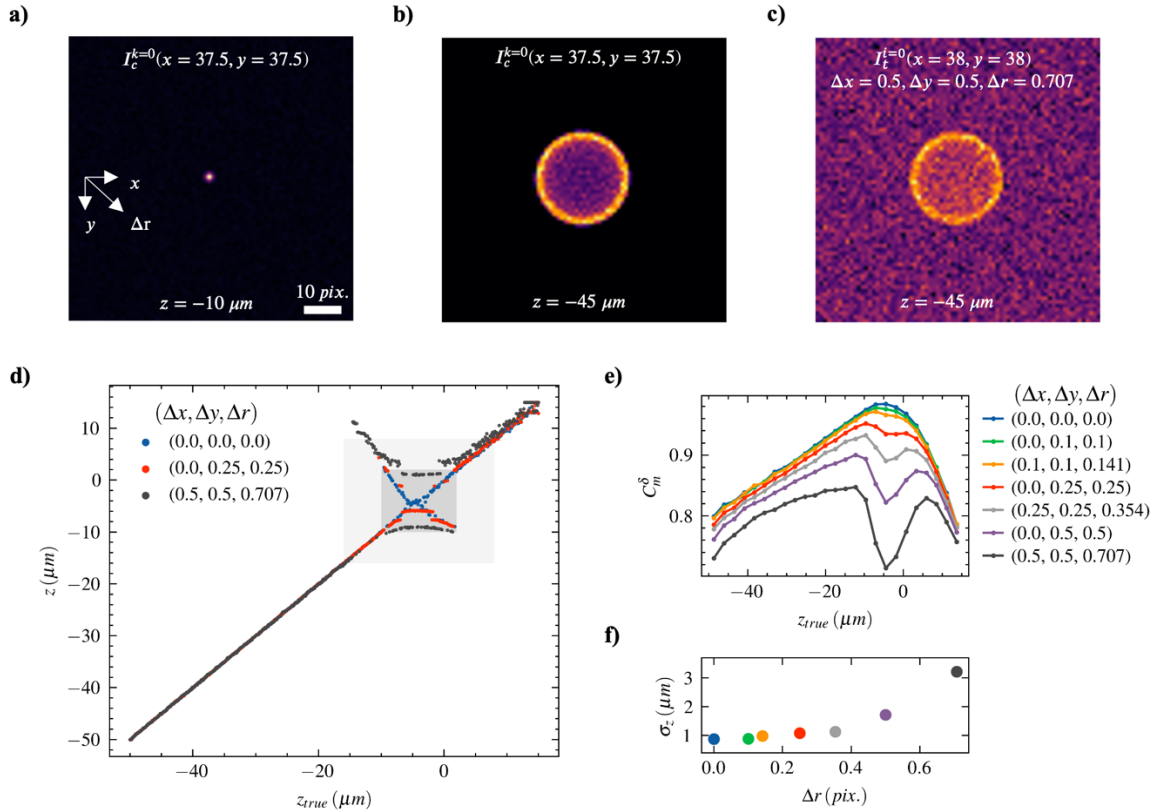 a)
I_c^{k=0}(x = 37.5, y = 37.5)
x
y
Δr
z = −10 μm
10 pix.
b)
I_c^{k=0}(x = 37.5, y = 37.5)
z = −45 μm
c)
I_t^{i=0}(x = 38, y = 38)
Δx = 0.5, Δy = 0.5, Δr = 0.707
z = −45 μm
d)
(Δx, Δy, Δr)
(0.0, 0.0, 0.0)
(0.0, 0.25, 0.25)
(0.5, 0.5, 0.707)
10
0
−10
−20
−30
−40
−50
z (μm)
−40
−20
0
z_{true} (μm)
e)
0.9
0.8
C_m^δ
−40
−20
0
z_{true} (μm)
(Δx, Δy, Δr)
(0.0, 0.0, 0.0)
(0.0, 0.1, 0.1)
(0.1, 0.1, 0.141)
(0.0, 0.25, 0.25)
(0.25, 0.25, 0.354)
(0.0, 0.5, 0.5)
(0.5, 0.5, 0.707)
f)
3
2
1
σ_z (μm)
0.0
0.2
0.4
0.6
Δr (pix.)